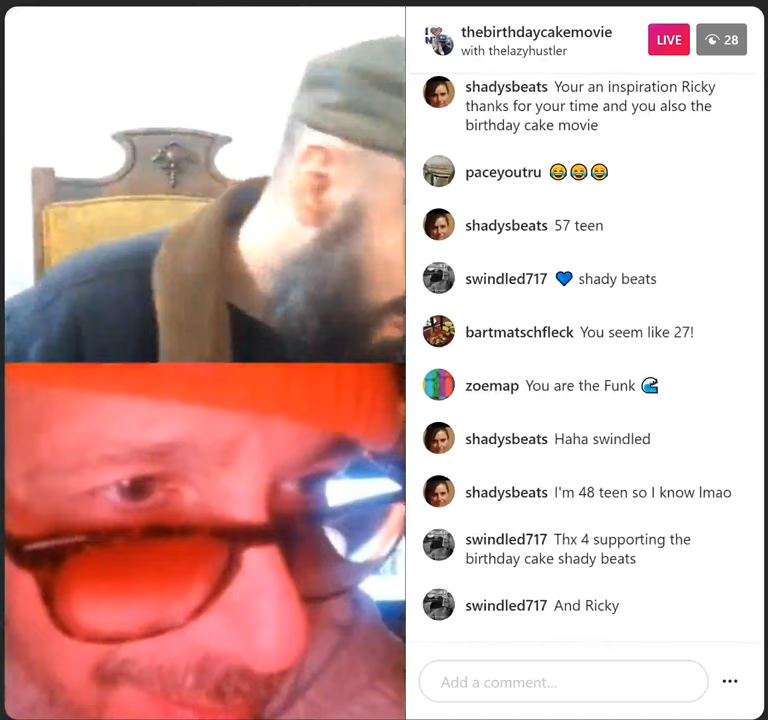 thebirthdaycakemovie
with thelazyhustler
LIVE
28
shadysbeats Your an inspiration Ricky
thanks for your time and you also the
birthday cake movie
paceyoutru 😂😂😂
shadysbeats 57 teen
swindled717 💙 shady beats
bartmatschfleck You seem like 27!
zoemap You are the Funk 🌊
shadysbeats Haha swindled
shadysbeats I'm 48 teen so I know lmao
swindled717 Thx 4 supporting the
birthday cake shady beats
swindled717 And Ricky
Add a comment...